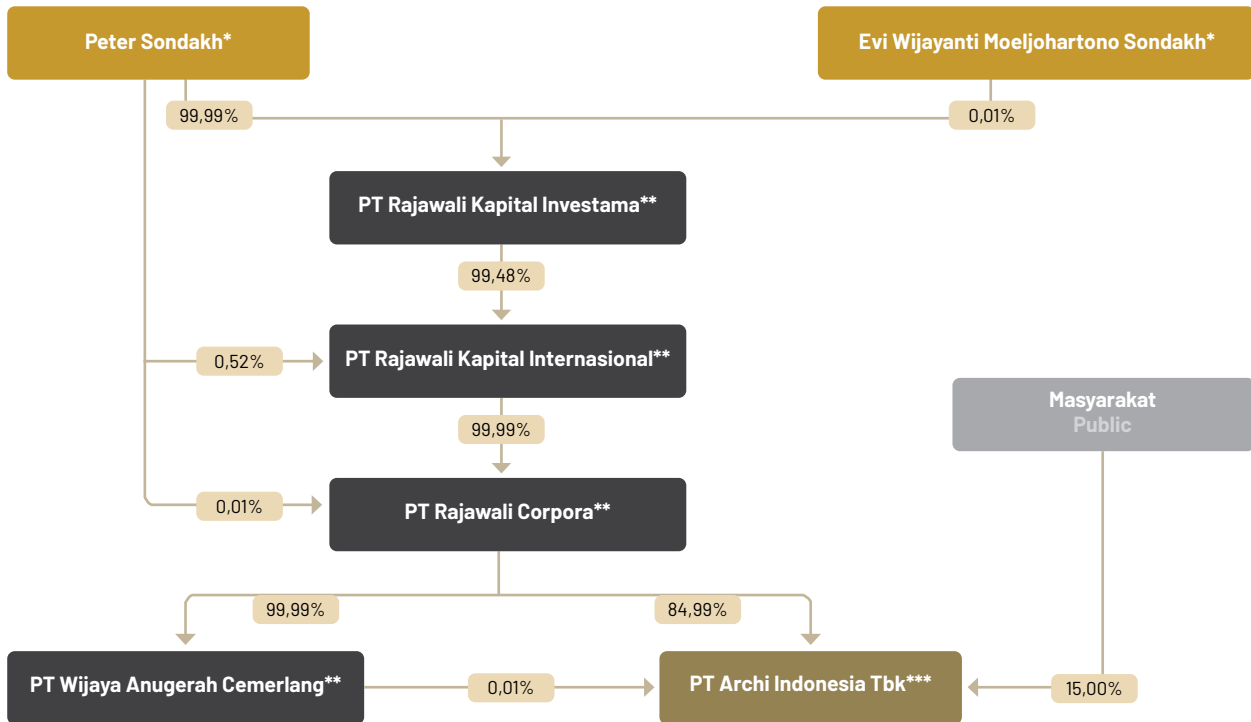 Peter Sondakh*
Evi Wijayanti Moeljohartono Sondakh*
99,99%
0,01%
PT Rajawali Kapital Investama**
99,48%
PT Rajawali Kapital Internasional**
0,52%
99,99%
Masyarakat
Public
PT Rajawali Corpora**
0,01%
99,99%
84,99%
PT Wijaya Anugerah Cemerlang**
0,01%
PT Archi Indonesia Tbk***
15,00%